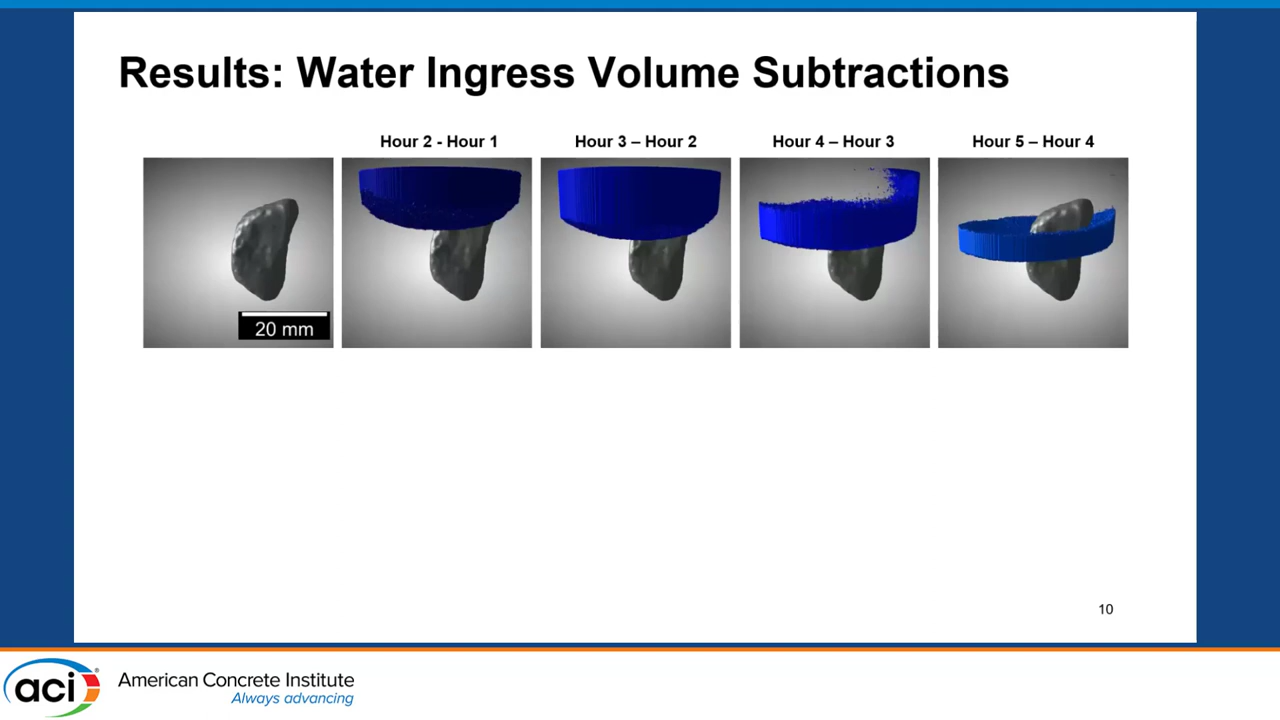 Results: Water Ingress Volume Subtractions
Hour 2 - Hour 1
Hour 3 – Hour 2
Hour 4 – Hour 3
Hour 5 – Hour 4
20 mm
10
aci®
American Concrete Institute
Always advancing